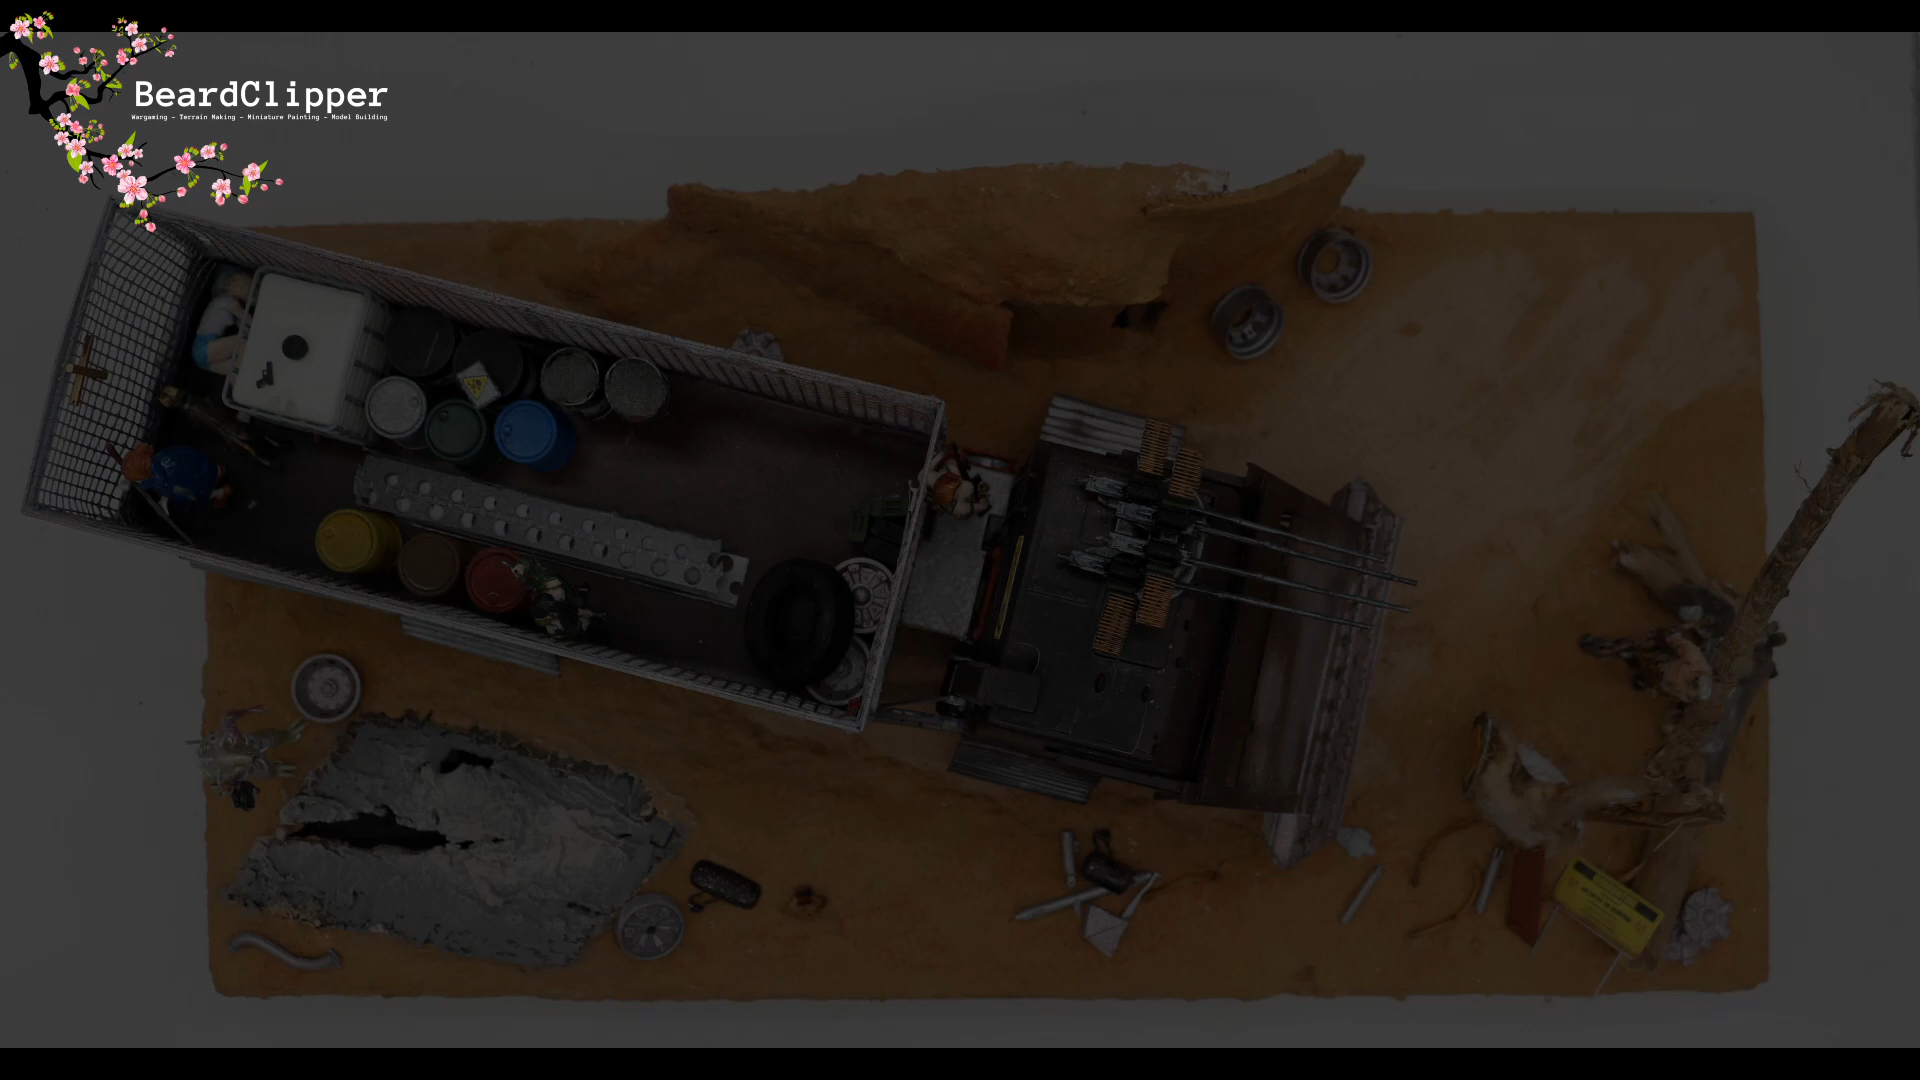 BeardClipper
Wargaming - Terrain Making - Miniature Painting - Model Building